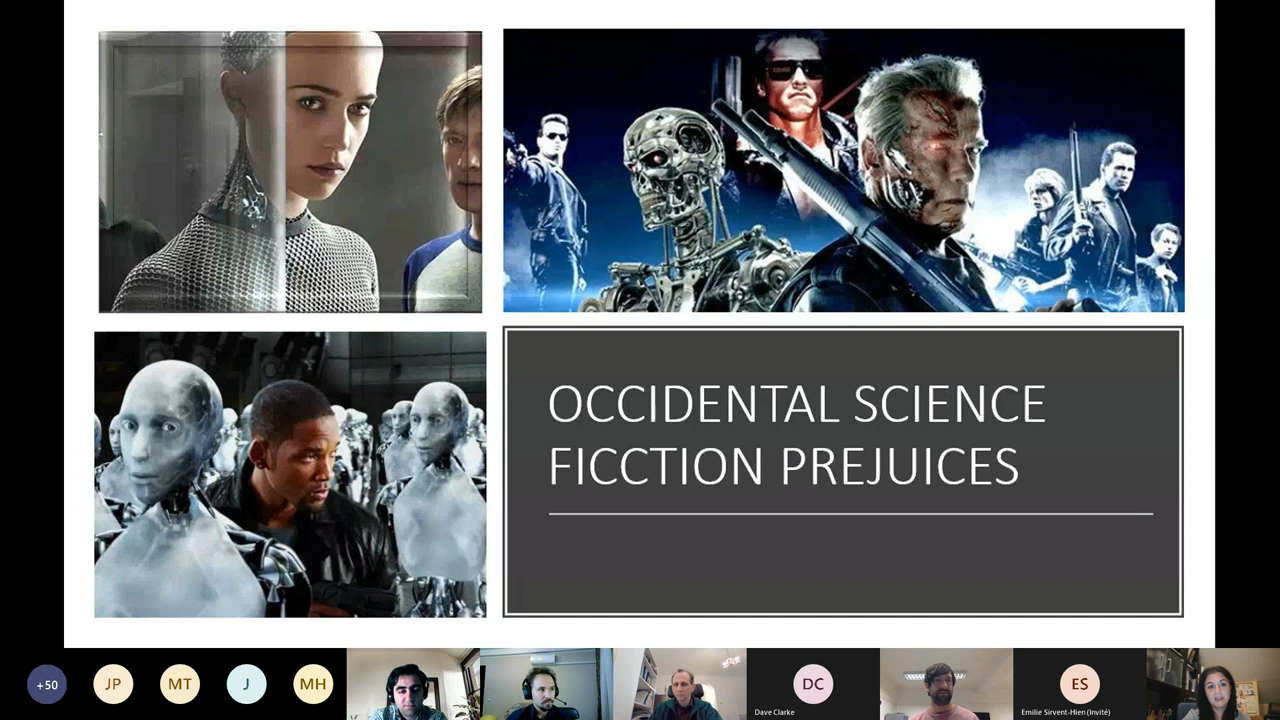 OCCIDENTAL SCIENCE
FICCTION PREJUICES
+50
JP
MT
J
MH
DC
Dave Clarke
ES
Emilie Sirvent-Hien (Invité)